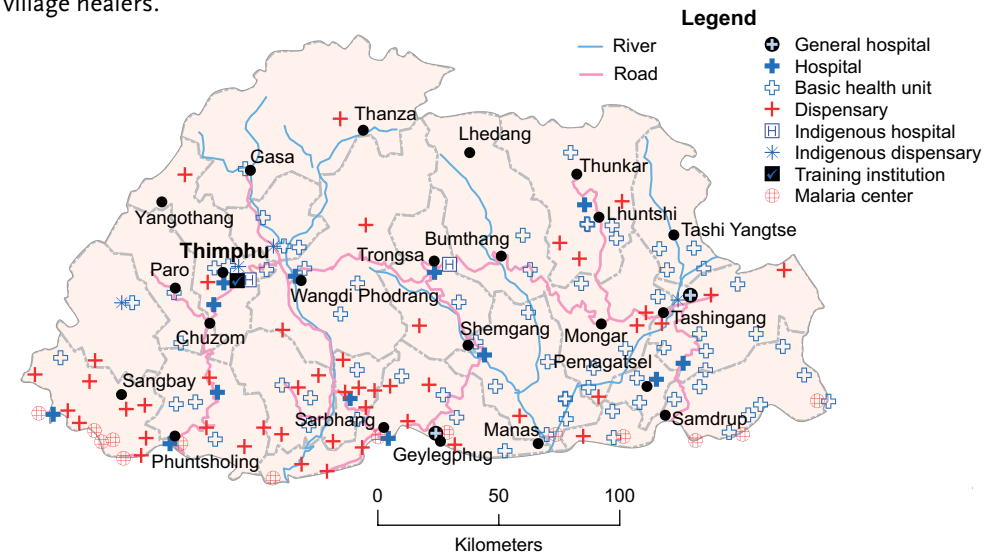 village healers.
Legend
River
Road
General hospital
Hospital
Basic health unit
Dispensary
Indigenous hospital
Indigenous dispensary
Training institution
Malaria center
Thanza
Lhedang
Gasa
Thunkar
Yangothang
Lhuntshi
Tashi Yangtse
Thimphu
Bumthang
Trongsa
Paro
Wangdi Phodrang
Tashingang
Chuzom
Shemgang
Mongar
Pemagatsel
Sangbay
Sarbhang
Manas
Samdrup
Geylegphug
Phuntsholing
0 50 100
Kilometers